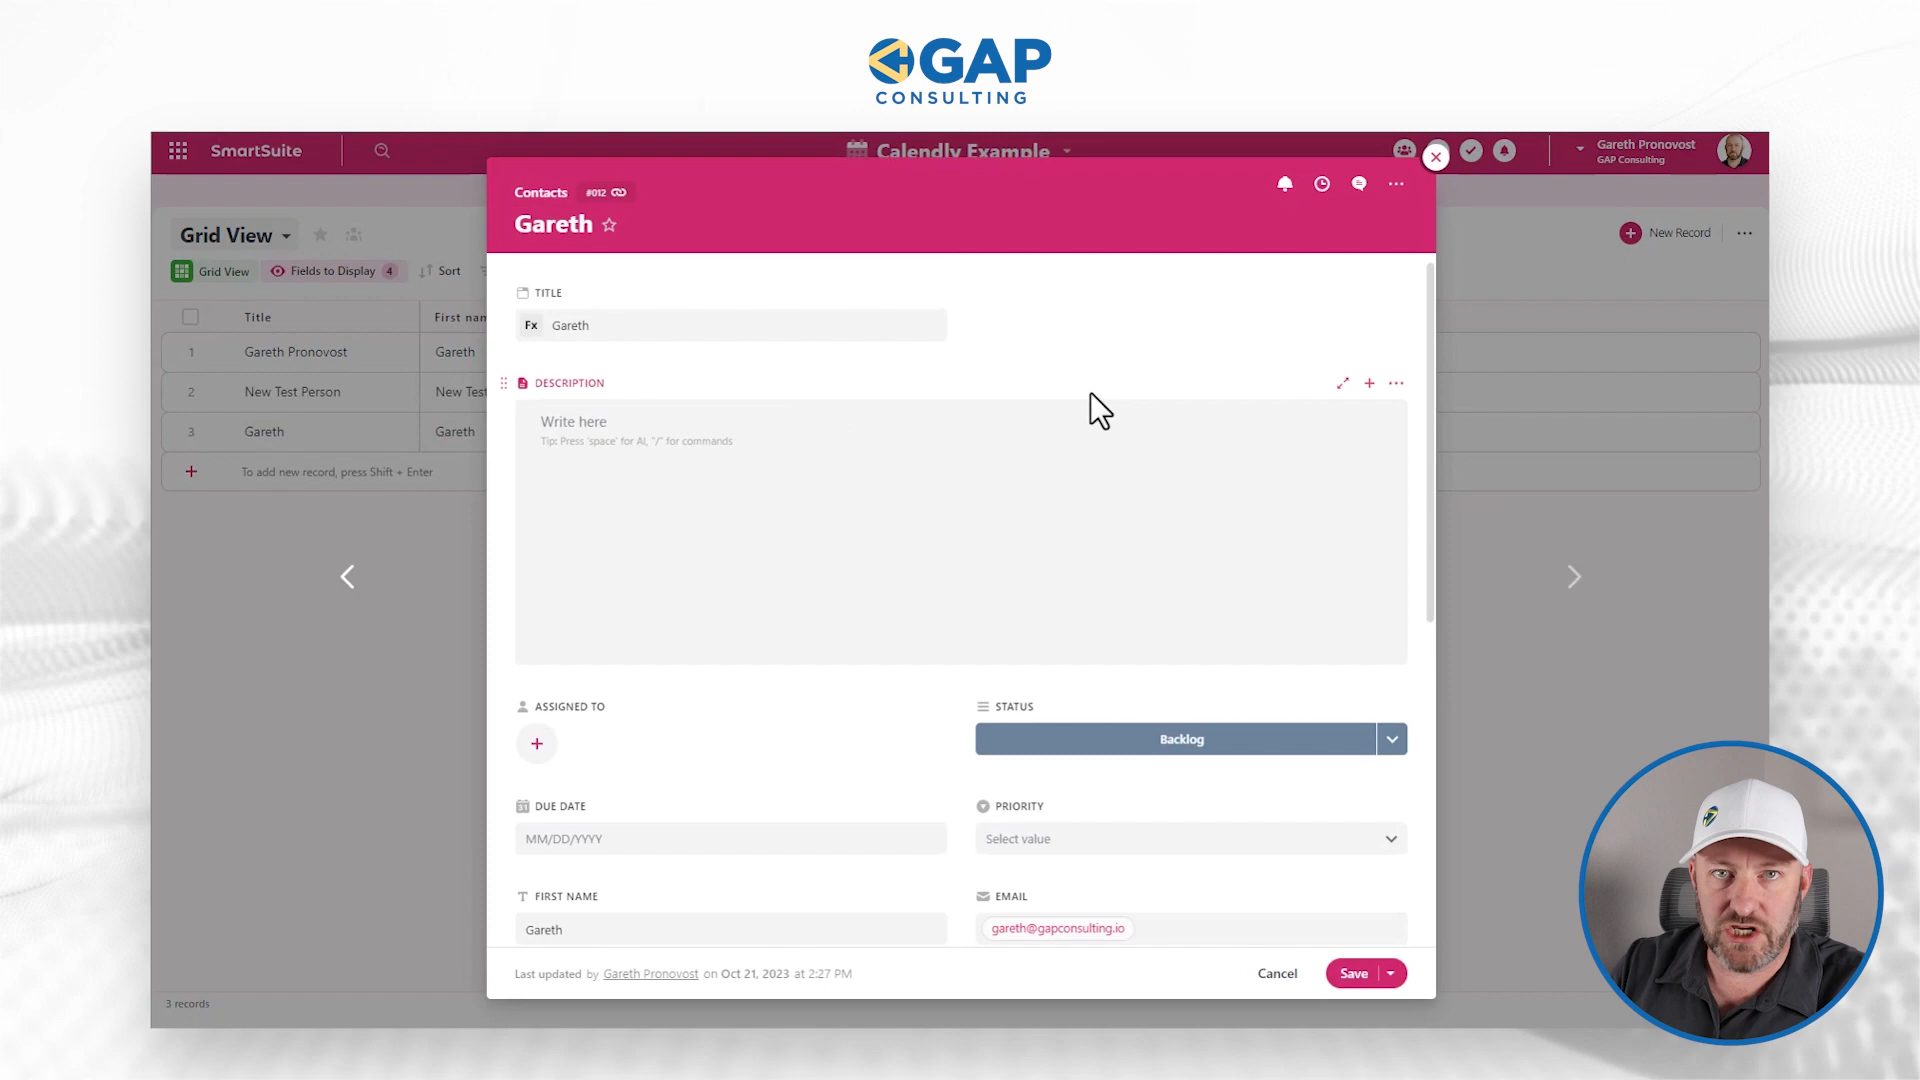 GAP
CONSULTING
SmartSuite
Calendly Example
Gareth Pronovost
GAP Consulting
Contacts
#012
Gareth
Grid View
New Record
Grid View
Fields to Display 4
Sort
Title
First nam
1
Gareth Pronovost
Gareth
2
New Test Person
New Test
3
Gareth
Gareth
To add new record, press Shift + Enter
3 records
TITLE
Fx Gareth
DESCRIPTION
Write here
Tip: Press 'space' for AI, "/" for commands
ASSIGNED TO
STATUS
Backlog
31 DUE DATE
PRIORITY
MM/DD/YYYY
Select value
FIRST NAME
EMAIL
Gareth
gareth@gapconsulting.io
Last updated by Gareth Pronovost on Oct 21, 2023 at 2:27 PM
Cancel
Save